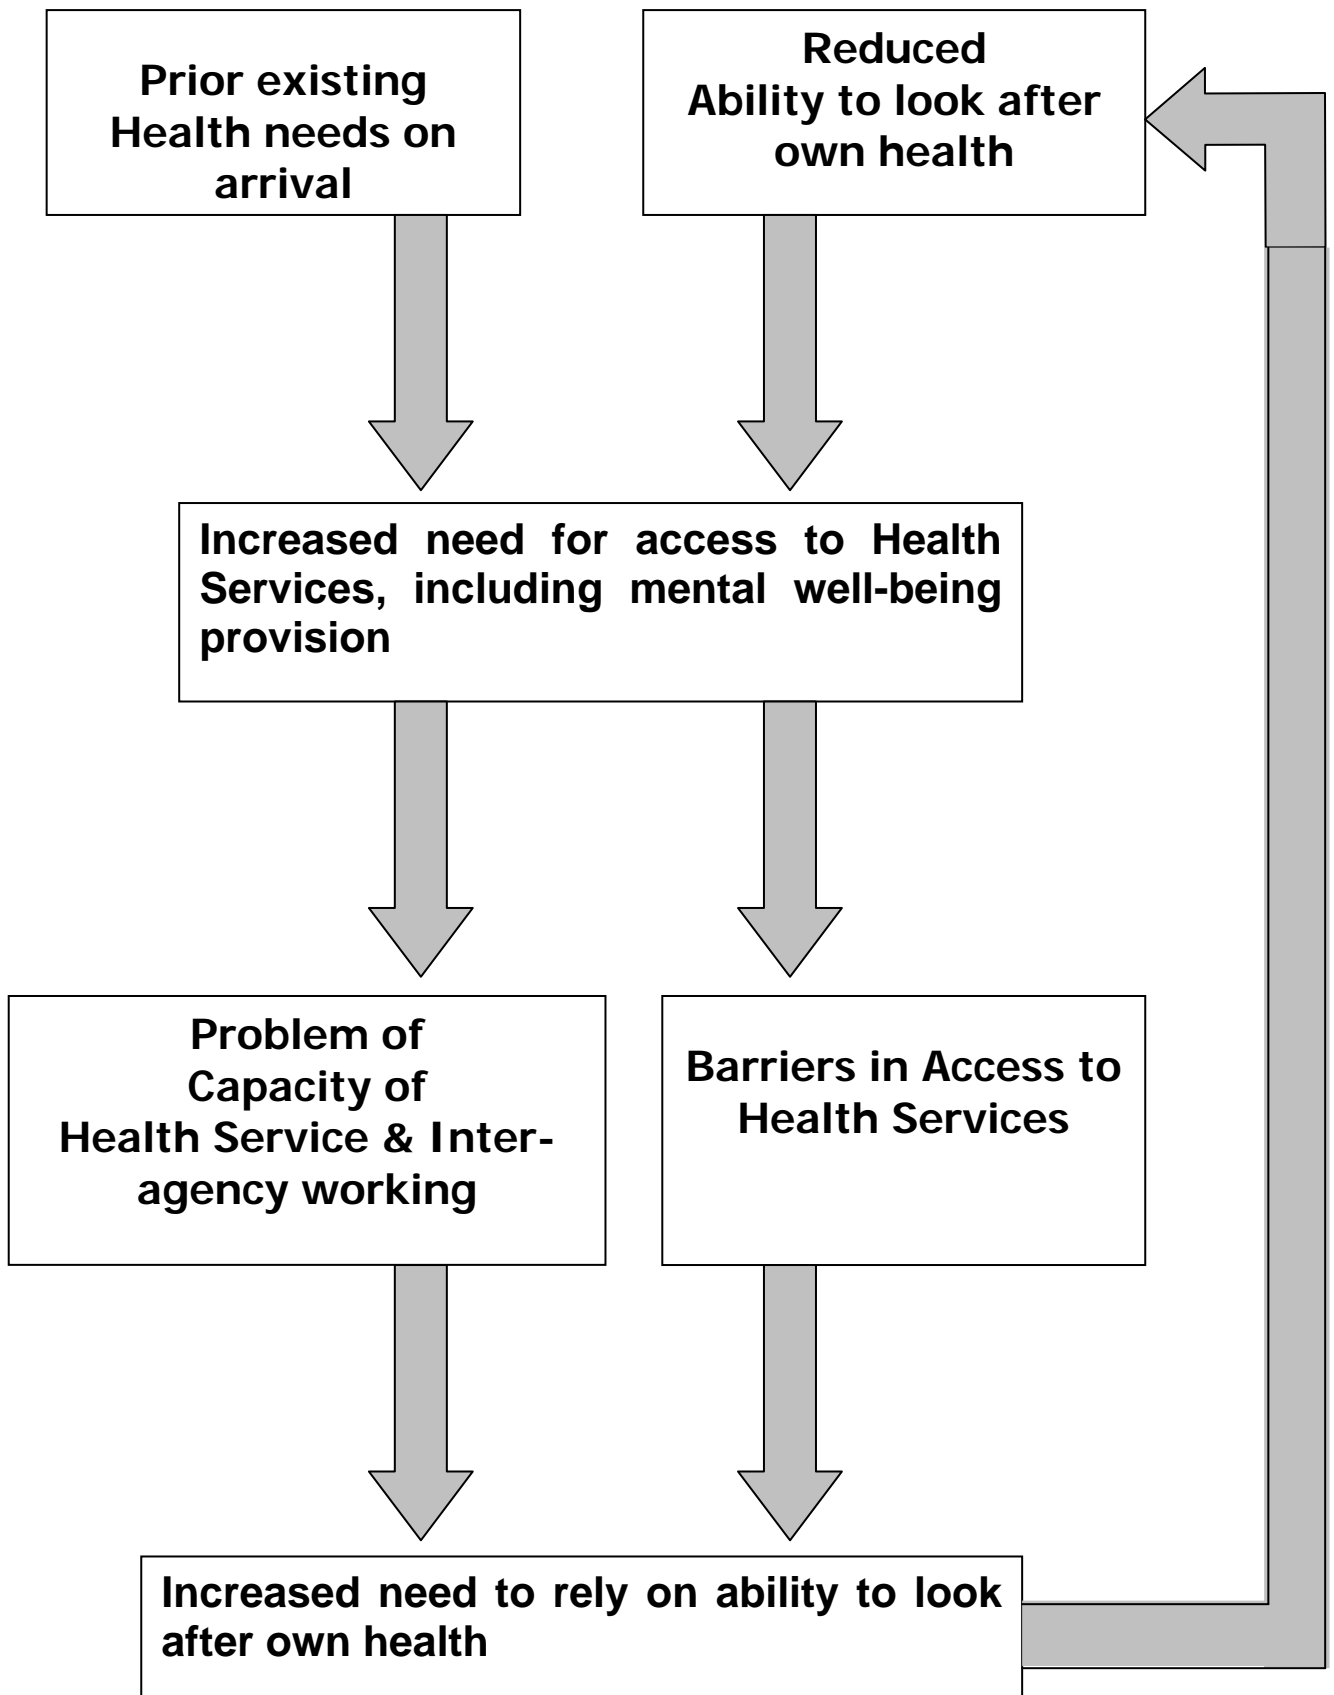 Prior existing
Health needs on
arrival
Reduced
Ability to look after
own health
Increased need for access to Health
Services, including mental well-being
provision
Problem of
Capacity of
Health Service & Inter-
agency working
Barriers in Access to
Health Services
Increased need to rely on ability to look
after own health